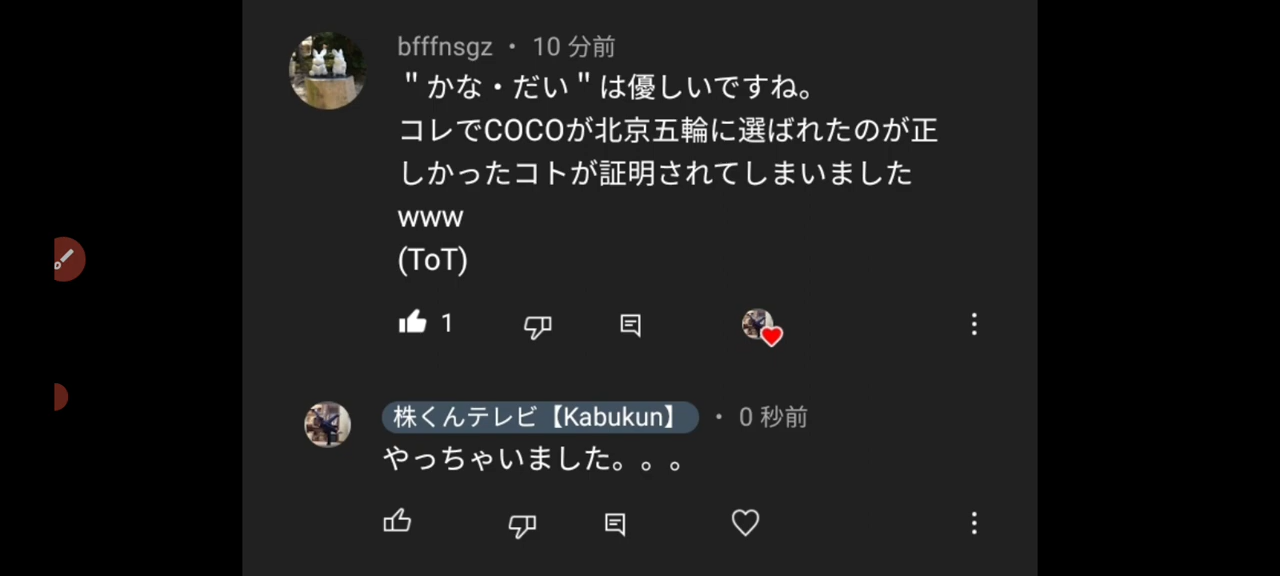 bfffnsgz ・ 10 分前
＂かな・だい＂は優しいですね。
コレでCOCOが北京五輪に選ばれたのが正
しかったコトが証明されてしまいました
www
(ToT)
1
株くんテレビ【Kabukun】 ・ 0 秒前
やっちゃいました。。。